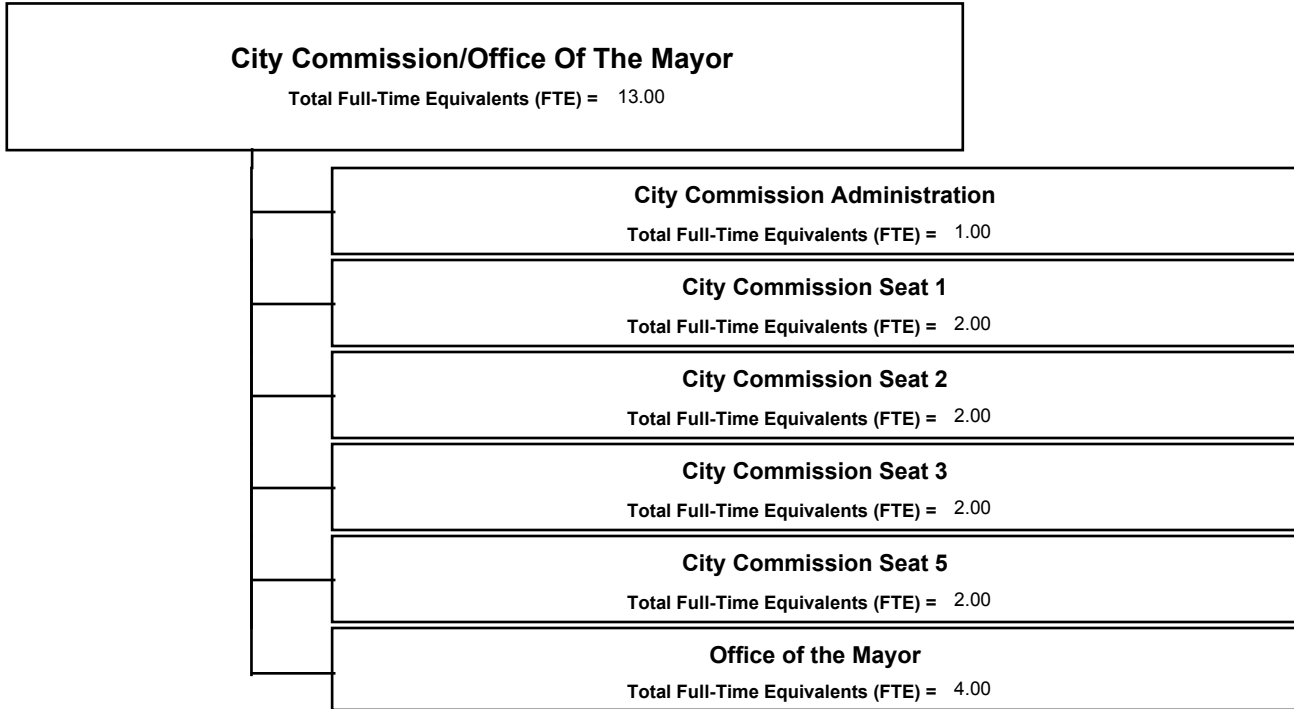 City Commission/Office Of The Mayor
Total Full-Time Equivalents (FTE) = 13.00
City Commission Administration
Total Full-Time Equivalents (FTE) = 1.00
City Commission Seat 1
Total Full-Time Equivalents (FTE) = 2.00
City Commission Seat 2
Total Full-Time Equivalents (FTE) = 2.00
City Commission Seat 3
Total Full-Time Equivalents (FTE) = 2.00
City Commission Seat 5
Total Full-Time Equivalents (FTE) = 2.00
Office of the Mayor
Total Full-Time Equivalents (FTE) = 4.00